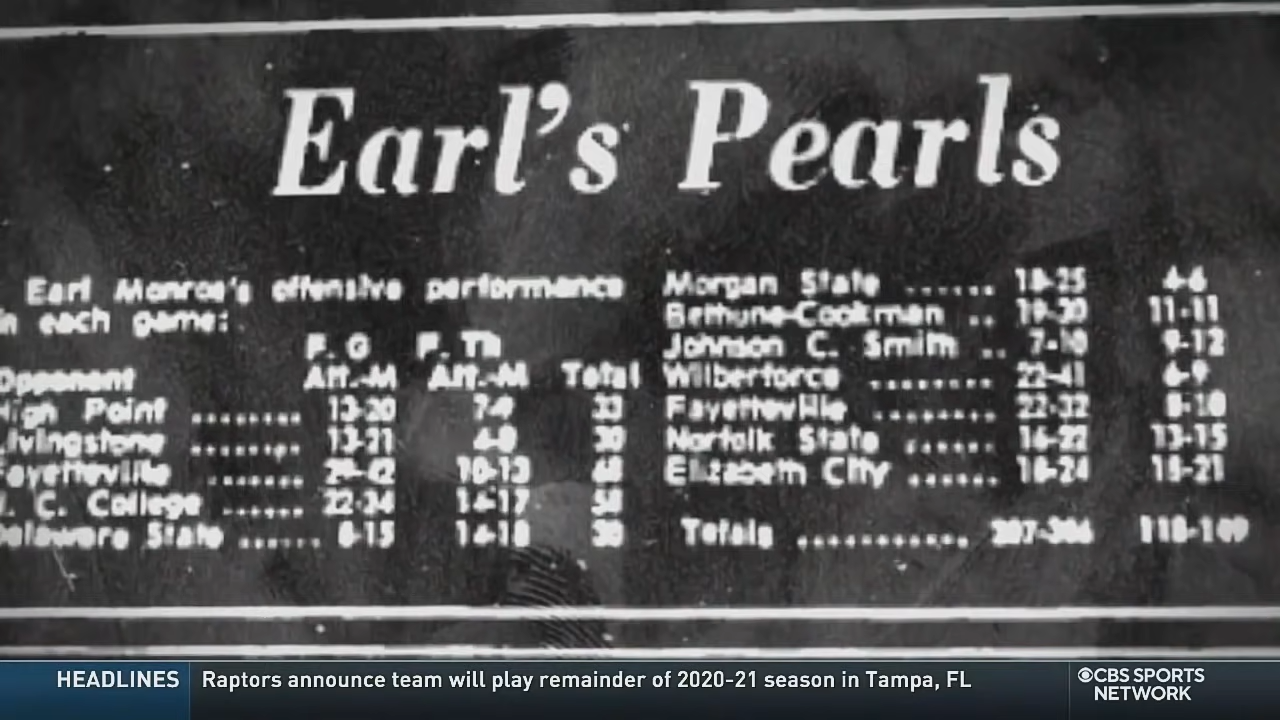 Earl's Pearls
Earl Monroe's offensive performance
in each game:
F. G F. Th
Opponent Att.-M Att.-M Total
High Point ........ 13-20 7-9 33
Livingstone ........ 13-21 4-8 30
Fayetteville ....... 29-42 10-13 68
C. College ...... 22-34 14-17 58
Delaware State ...... 8-15 14-18 30
Morgan State ...... 18-25
Bethune-Cookman .. 19-30 11-11
Johnson C. Smith .. 7-10 9-12
Wilberforce ........ 22-41 6-9
Fayetteville ........ 22-32 8-10
Norfolk State ...... 16-22 13-15
Elizabeth City ...... 18-24 15-21
Totals ............
HEADLINES Raptors announce team will play remainder of 2020-21 season in Tampa, FL
CBS SPORTS
NETWORK